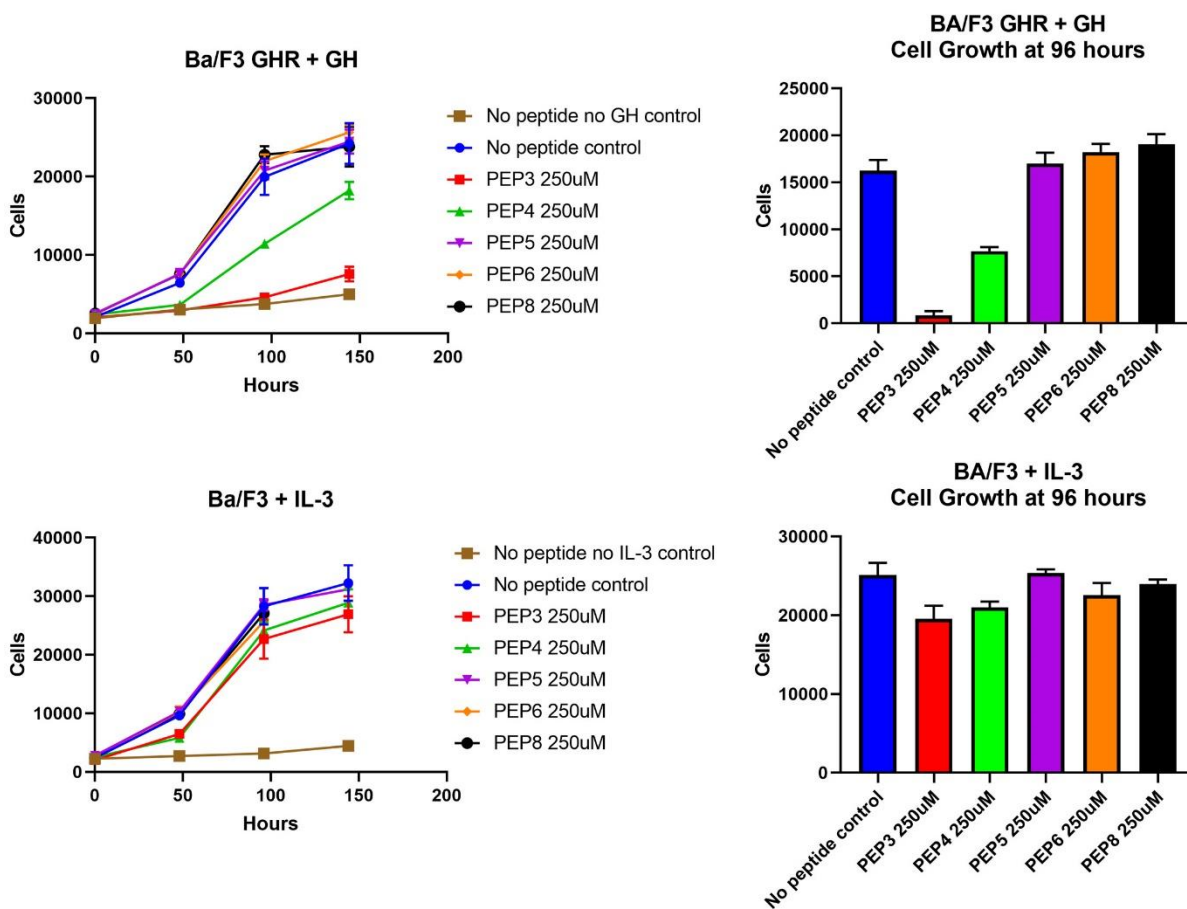 Ba/F3 GHR + GH
30000
20000
10000
0
Cells
0 50 100 150 200
Hours
No peptide no GH control
No peptide control
PEP3 250uM
PEP4 250uM
PEP5 250uM
PEP6 250uM
PEP8 250uM
BA/F3 GHR + GH
Cell Growth at 96 hours
25000
20000
15000
10000
5000
0
Cells
No peptide control
PEP3 250uM
PEP4 250uM
PEP5 250uM
PEP6 250uM
PEP8 250uM
Ba/F3 + IL-3
40000
30000
20000
10000
0
Cells
0 50 100 150 200
Hours
No peptide no IL-3 control
No peptide control
PEP3 250uM
PEP4 250uM
PEP5 250uM
PEP6 250uM
PEP8 250uM
BA/F3 + IL-3
Cell Growth at 96 hours
30000
20000
10000
0
Cells
No peptide control
PEP3 250uM
PEP4 250uM
PEP5 250uM
PEP6 250uM
PEP8 250uM